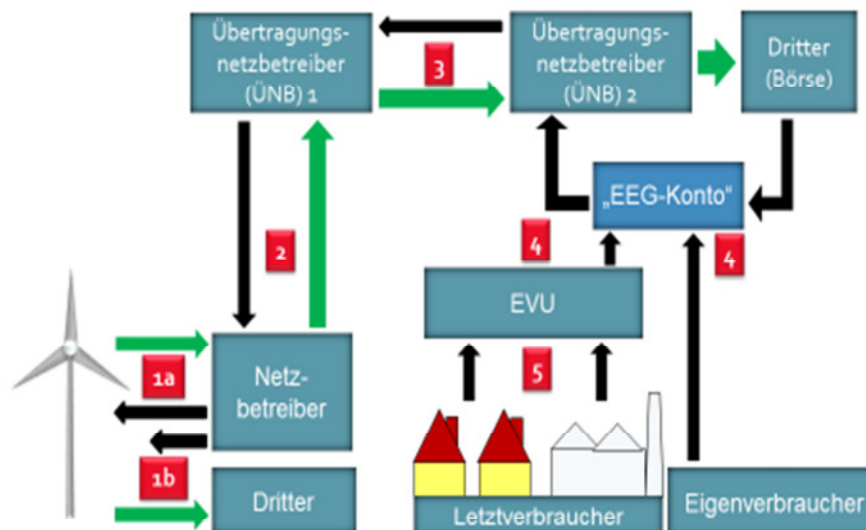 Übertragungs-
netzbetreiber
(ÜNB) 1
3
Übertragungs-
netzbetreiber
(ÜNB) 2
Dritter
(Börse)
„EEG-Konto“
2
4
4
EVU
1a
Netz-
betreiber
5
1b
Dritter
Letztverbraucher
Eigenverbraucher